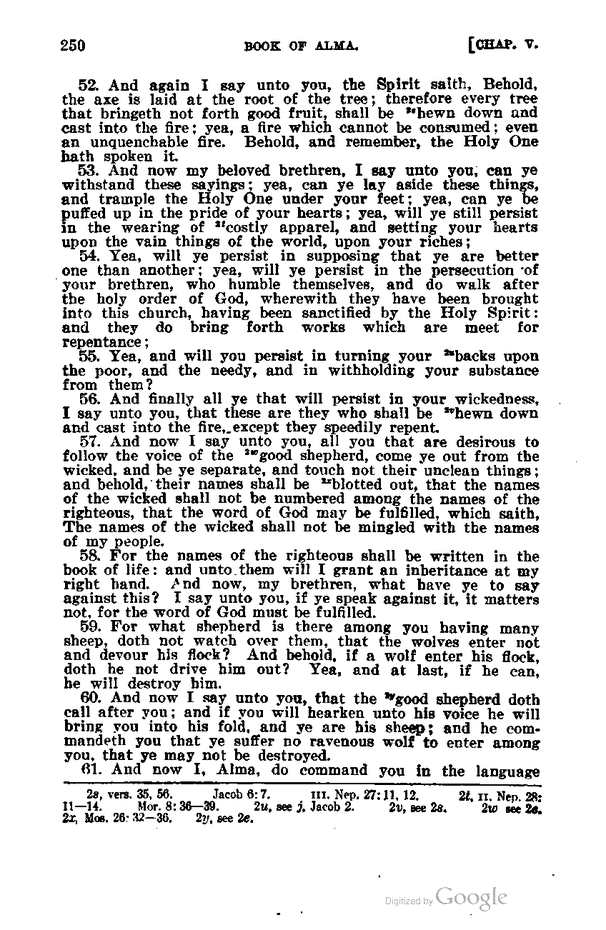 250 BOOK OF ALMA. [CHAP. V.
52. And again I say unto you, the Spirit saith, Behold,
the axe is laid at the root of the tree; therefore every tree
that bringeth not forth good fruit, shall be ²ˢhewn down and
cast into the fire; yea, a fire which cannot be consumed; even
an unquenchable fire. Behold, and remember, the Holy One
hath spoken it.
53. And now my beloved brethren, I say unto you, can ye
withstand these sayings; yea, can ye lay aside these things,
and trample the Holy One under your feet; yea, can ye be
puffed up in the pride of your hearts; yea, will ye still persist
in the wearing of ²ᵗcostly apparel, and setting your hearts
upon the vain things of the world, upon your riches;
54. Yea, will ye persist in supposing that ye are better
one than another; yea, will ye persist in the persecution of
your brethren, who humble themselves, and do walk after
the holy order of God, wherewith they have been brought
into this church, having been sanctified by the Holy Spirit:
and they do bring forth works which are meet for
repentance;
55. Yea, and will you persist in turning your ²ᵘbacks upon
the poor, and the needy, and in withholding your substance
from them?
56. And finally all ye that will persist in your wickedness,
I say unto you, that these are they who shall be ²ᵛhewn down
and cast into the fire, except they speedily repent.
57. And now I say unto you, all you that are desirous to
follow the voice of the ²ʷgood shepherd, come ye out from the
wicked, and be ye separate, and touch not their unclean things;
and behold, their names shall be ²ˣblotted out, that the names
of the wicked shall not be numbered among the names of the
righteous, that the word of God may be fulfilled, which saith,
The names of the wicked shall not be mingled with the names
of my people.
58. For the names of the righteous shall be written in the
book of life: and unto them will I grant an inheritance at my
right hand. And now, my brethren, what have ye to say
against this? I say unto you, if ye speak against it, it matters
not, for the word of God must be fulfilled.
59. For what shepherd is there among you having many
sheep, doth not watch over them, that the wolves enter not
and devour his flock? And behold, if a wolf enter his flock,
doth he not drive him out? Yea, and at last, if he can,
he will destroy him.
60. And now I say unto you, that the ²ʸgood shepherd doth
call after you; and if you will hearken unto his voice he will
bring you into his fold, and ye are his sheep; and he com-
mandeth you that ye suffer no ravenous wolf to enter among
you, that ye may not be destroyed.
61. And now I, Alma, do command you in the language
2s, vers. 35, 56. Jacob 6:7. III. Nep. 27:11, 12. 2t, II. Nep. 28:
11—14. Mor. 8:36—39. 2u, see j, Jacob 2. 2v, see 2s. 2w see 2e.
2x, Mos. 26:32—36. 2y, see 2e.
Digitized by Google